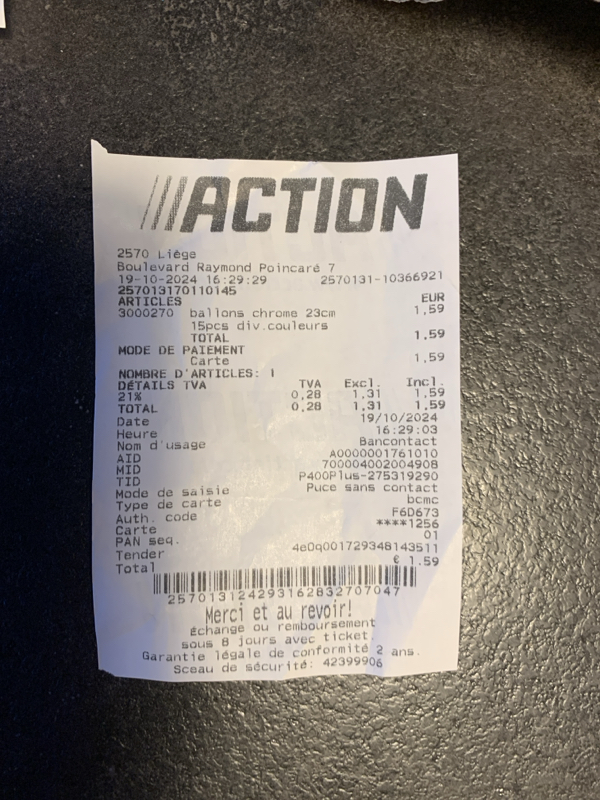 ///ACTION
2570 Liége
Boulevard Raymond Poincaré 7
19-10-2024 16:29:29 2570131-10366921
257013170110145
ARTICLES EUR
3000270 ballons chrome 23cm 1,59
15pcs div.couleurs
TOTAL 1.59
MODE DE PAIEMENT
Carte 1.59
NOMBRE D'ARTICLES: 1
DÉTAILS TVA TVA Excl. Incl.
21% 0,28 1,31 1,59
TOTAL 0,28 1,31 1,59
Date 19/10/2024
Heure 16:29:03
Nom d'usage Bancontact
AID A0000001761010
MID 700004002004908
TID P400Plus-275319290
Mode de saisie Puce sans contact
Type de carte bcmc
Auth. code F6D673
Carte ****1256
PAN seq. 01
Tender 4e0q001729348143511
Total € 1.59
2570131242931628327070​47
Merci et au revoir!
Échange ou remboursement
sous 8 jours avec ticket.
Garantie légale de conformité 2 ans.
Sceau de sécurité: 42399906